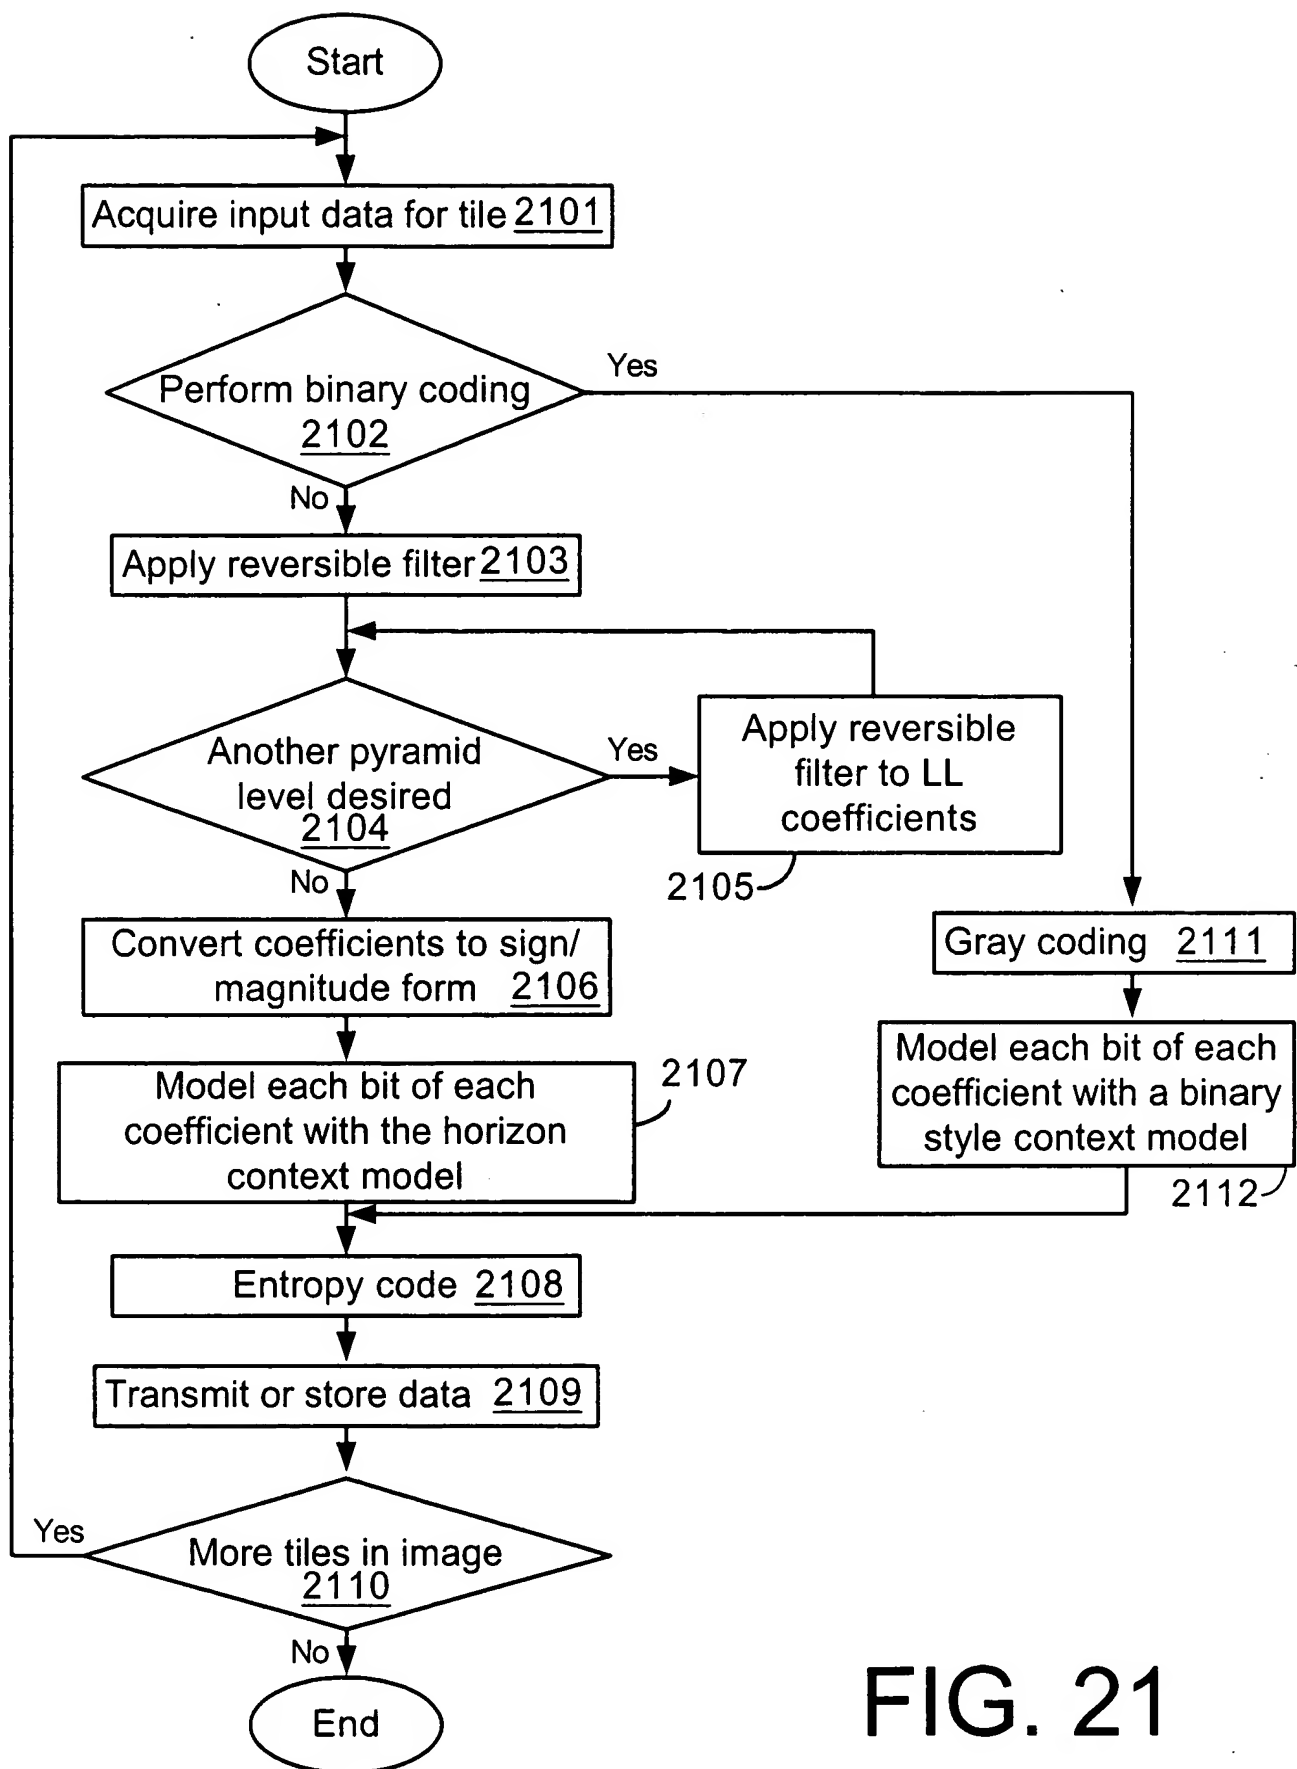 Start
Acquire input data for tile 2101
Perform binary coding
2102
Yes
No
Apply reversible filter 2103
Another pyramid
level desired
2104
Yes
Apply reversible
filter to LL
coefficients
2105
No
Convert coefficients to sign/
magnitude form 2106
Gray coding 2111
Model each bit of each
coefficient with the horizon
context model
2107
Model each bit of each
coefficient with a binary
style context model
2112
Entropy code 2108
Transmit or store data 2109
More tiles in image
2110
Yes
No
End
FIG. 21